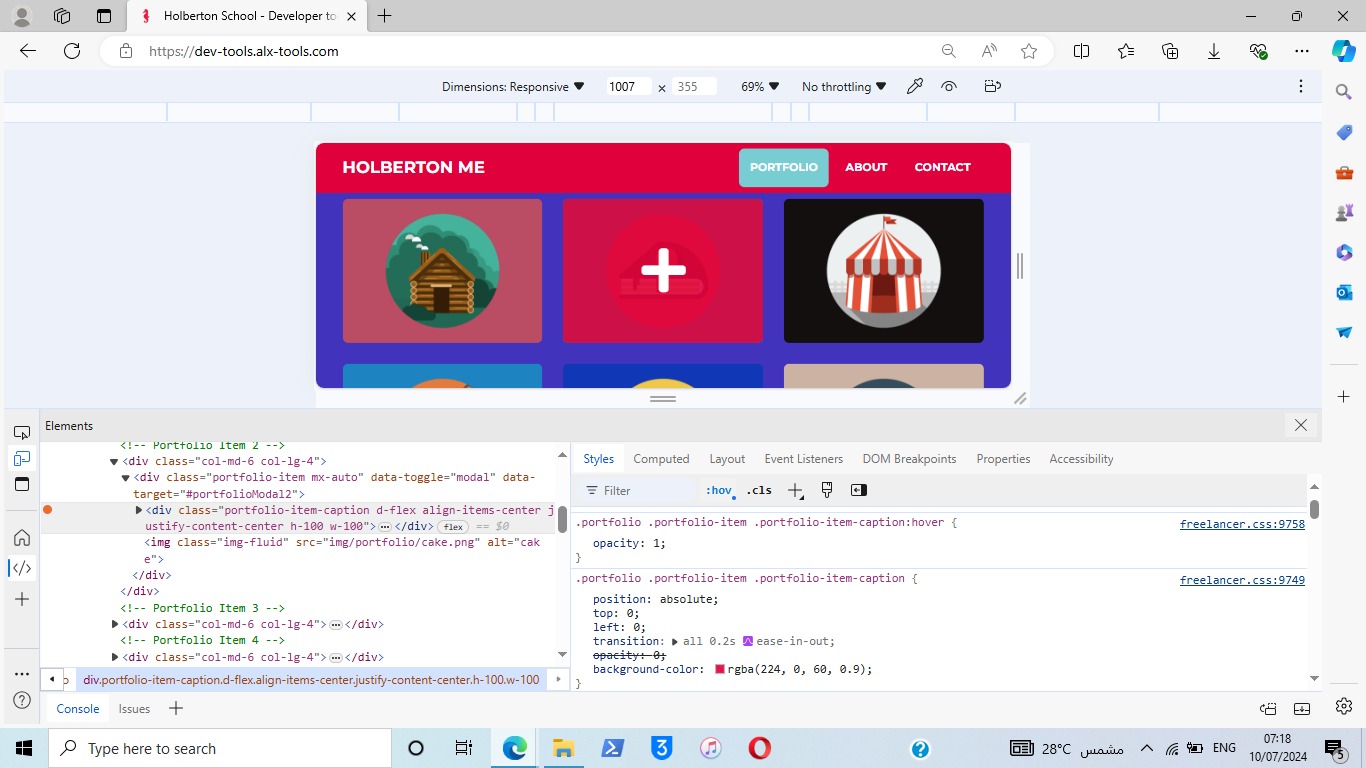 Holberton School - Developer to
https://dev-tools.alx-tools.com
Dimensions: Responsive 1007 × 355 69% No throttling
HOLBERTON ME
PORTFOLIO ABOUT CONTACT
Elements
<!-- Portfolio Item 2 -->
<div class="col-md-6 col-lg-4">
<div class="portfolio-item mx-auto" data-toggle="modal" data-
target="#portfolioModal2">
<div class="portfolio-item-caption d-flex align-items-center j
ustify-content-center h-100 w-100">…</div> flex == $0
<img class="img-fluid" src="img/portfolio/cake.png" alt="cak
e">
</div>
</div>
<!-- Portfolio Item 3 -->
<div class="col-md-6 col-lg-4">…</div>
<!-- Portfolio Item 4 -->
<div class="col-md-6 col-lg-4">…</div>
div.portfolio-item-caption.d-flex.align-items-center.justify-content-center.h-100.w-100
Styles Computed Layout Event Listeners DOM Breakpoints Properties Accessibility
Filter :hov .cls
.portfolio .portfolio-item .portfolio-item-caption:hover { freelancer.css:9758
opacity: 1;
}
.portfolio .portfolio-item .portfolio-item-caption { freelancer.css:9749
position: absolute;
top: 0;
left: 0;
transition: all 0.2s ease-in-out;
opacity: 0;
background-color: rgba(224, 0, 60, 0.9);
}
Console Issues
Type here to search
28°C مشمس
ENG
07:18
10/07/2024
5